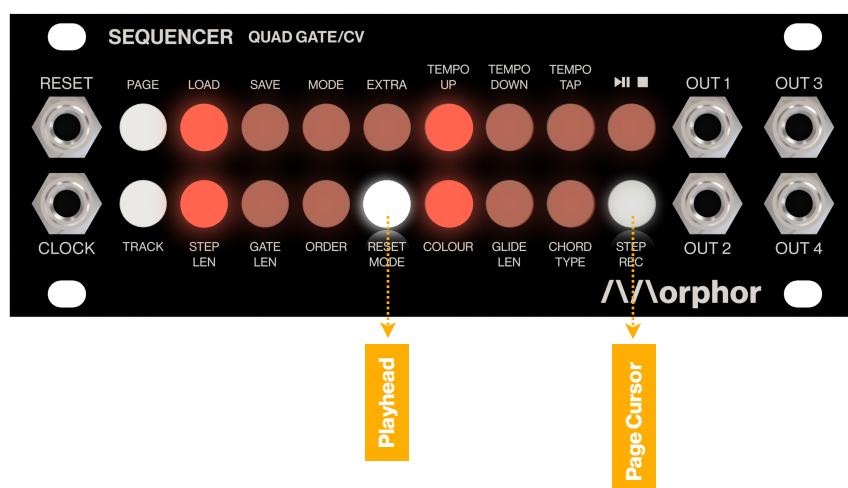 SEQUENCER QUAD GATE/CV
RESET PAGE LOAD SAVE MODE EXTRA TEMPO UP TEMPO DOWN TEMPO TAP OUT 1 OUT 3
CLOCK TRACK STEP LEN GATE LEN ORDER RESET MODE COLOUR GLIDE LEN CHORD TYPE STEP REC OUT 2 OUT 4
/\/\orphor
Playhead
Page Cursor